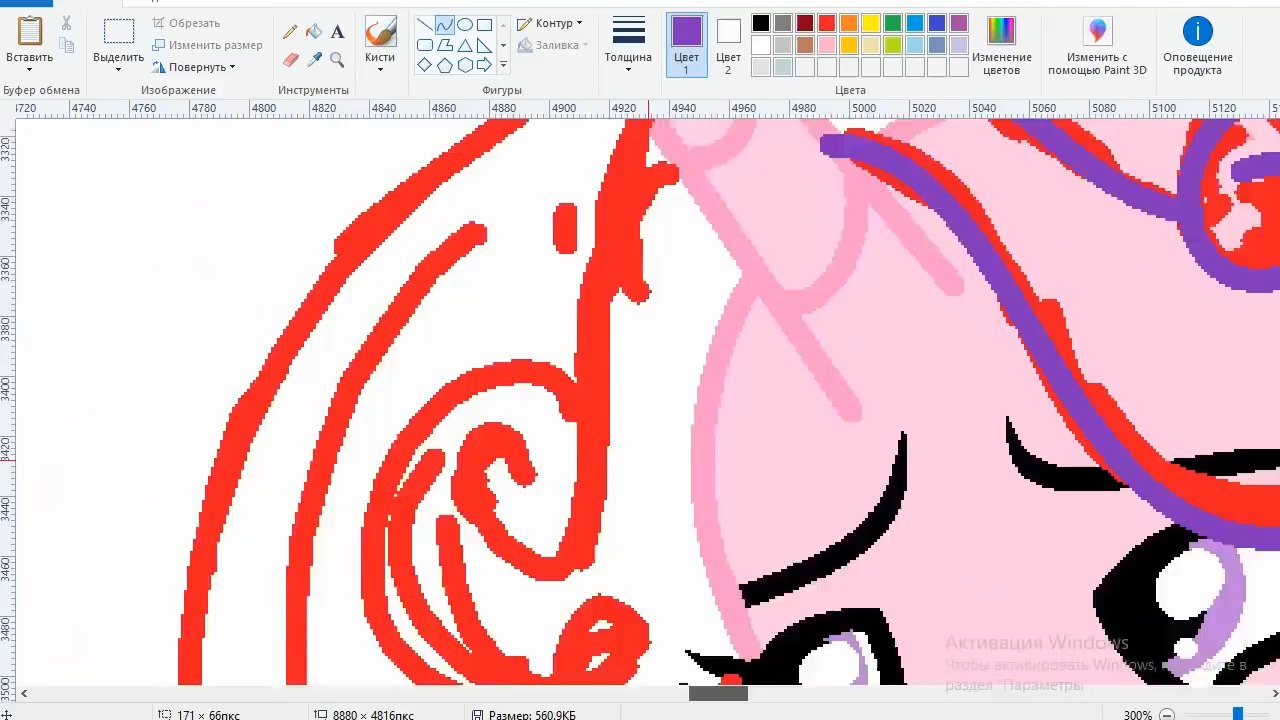 Вставить
Выделить
Обрезать
Изменить размер
Повернуть
A
Кисти
Контур
Заливка
Толщина
Цвет 1
Цвет 2
Изменение цветов
Изменить с помощью Paint 3D
Оповещение продукта
Буфер обмена
Изображение
Инструменты
Фигуры
Цвета
4720 4740 4760 4780 4800 4820 4840 4860 4880 4900 4920 4940 4960 4980 5000 5020 5040 5060 5080 5100 5120
3320
3340
3360
3380
3400
3420
3440
3460
3480
Активация Windows
Чтобы активировать Windows, перейдите в
раздел "Параметры
171 × 66пкс
8880 × 4816пкс
Размер: 560,9КБ
300%